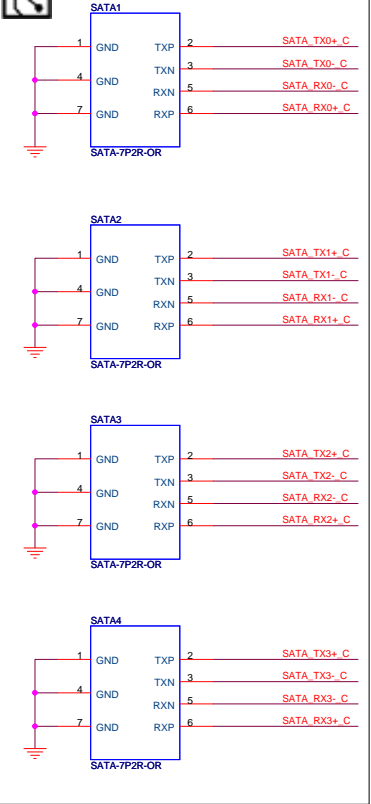 SATA1
1 GND TXP 2 SATA_TX0+_C
TXN 3 SATA_TX0-_C
4 GND
RXN 5 SATA_RX0-_C
7 GND RXP 6 SATA_RX0+_C
SATA-7P2R-OR
SATA2
1 GND TXP 2 SATA_TX1+_C
TXN 3 SATA_TX1-_C
4 GND
RXN 5 SATA_RX1-_C
7 GND RXP 6 SATA_RX1+_C
SATA-7P2R-OR
SATA3
1 GND TXP 2 SATA_TX2+_C
TXN 3 SATA_TX2-_C
4 GND
RXN 5 SATA_RX2-_C
7 GND RXP 6 SATA_RX2+_C
SATA-7P2R-OR
SATA4
1 GND TXP 2 SATA_TX3+_C
TXN 3 SATA_TX3-_C
4 GND
RXN 5 SATA_RX3-_C
7 GND RXP 6 SATA_RX3+_C
SATA-7P2R-OR